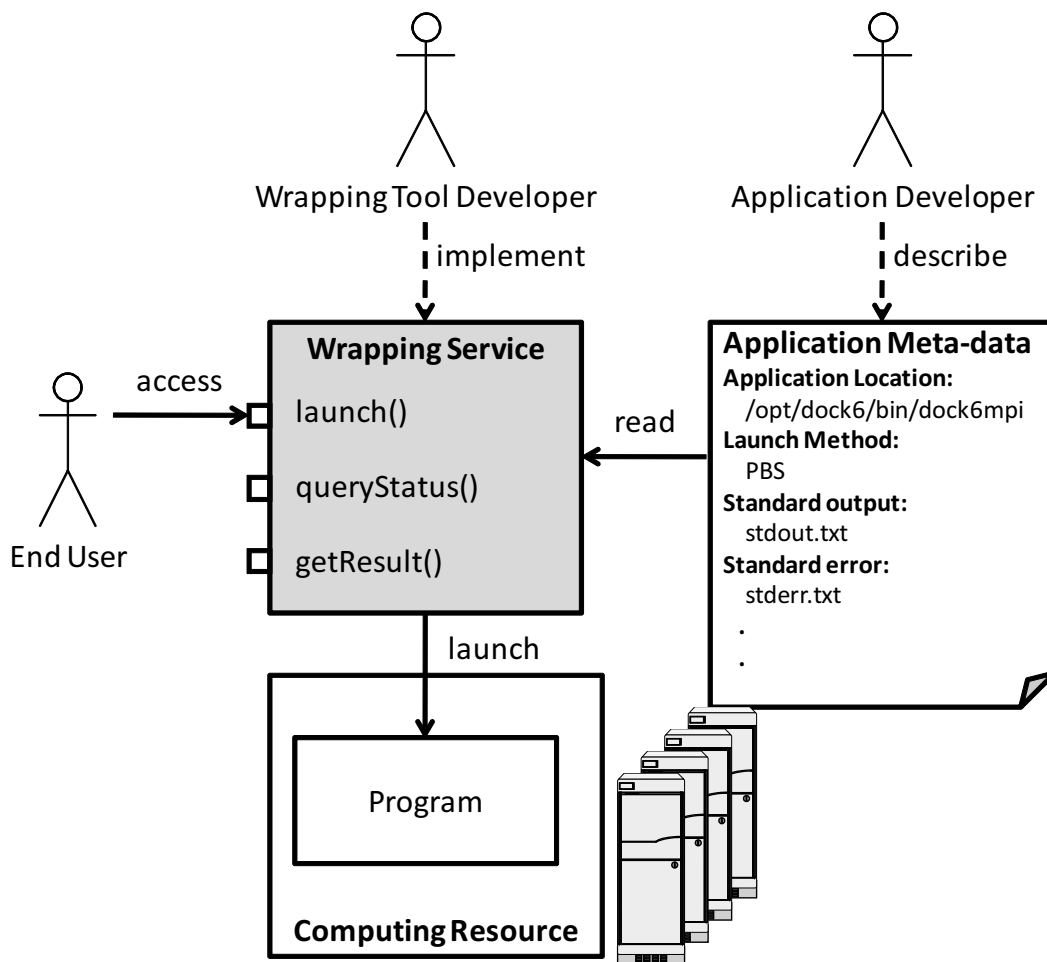 Wrapping Tool Developer
Application Developer
implement
describe
Wrapping Service
launch()
queryStatus()
getResult()
access
End User
read
Application Meta-data
Application Location:
/opt/dock6/bin/dock6mpi
Launch Method:
PBS
Standard output:
stdout.txt
Standard error:
stderr.txt
.
.
launch
Program
Computing Resource